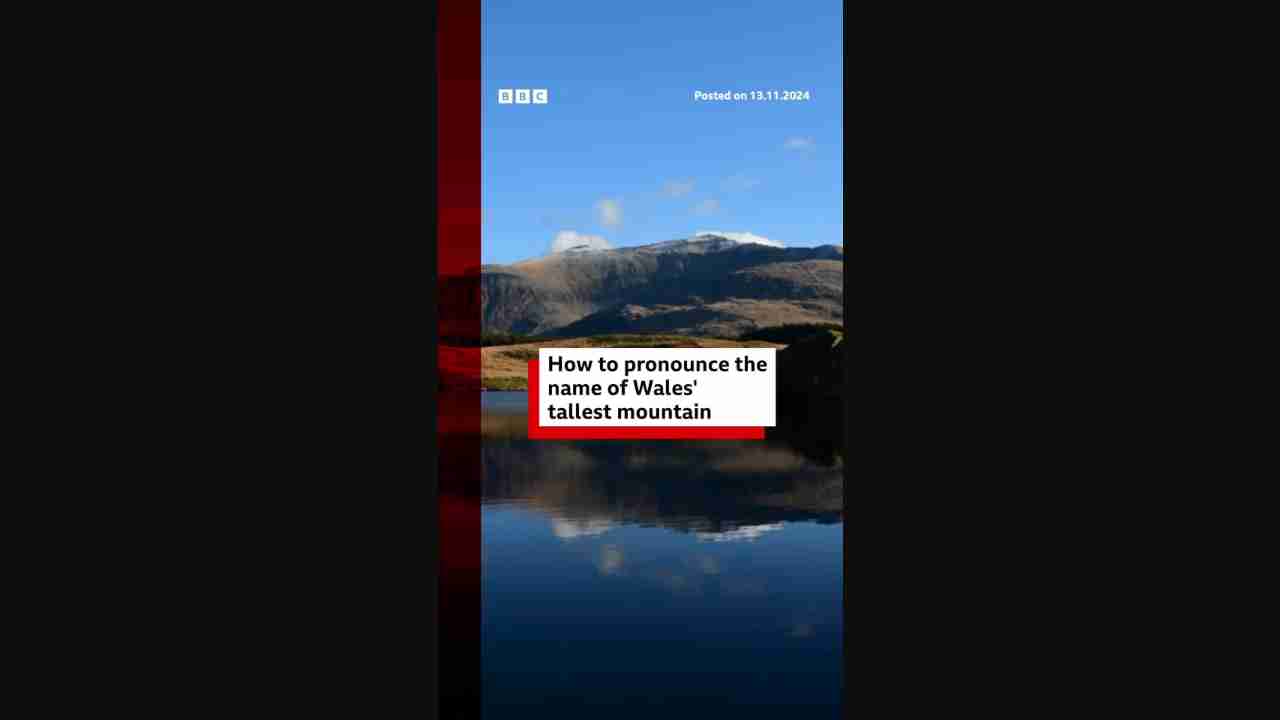 BBC
Posted on 13.11.2024
How to pronounce the
name of Wales'
tallest mountain